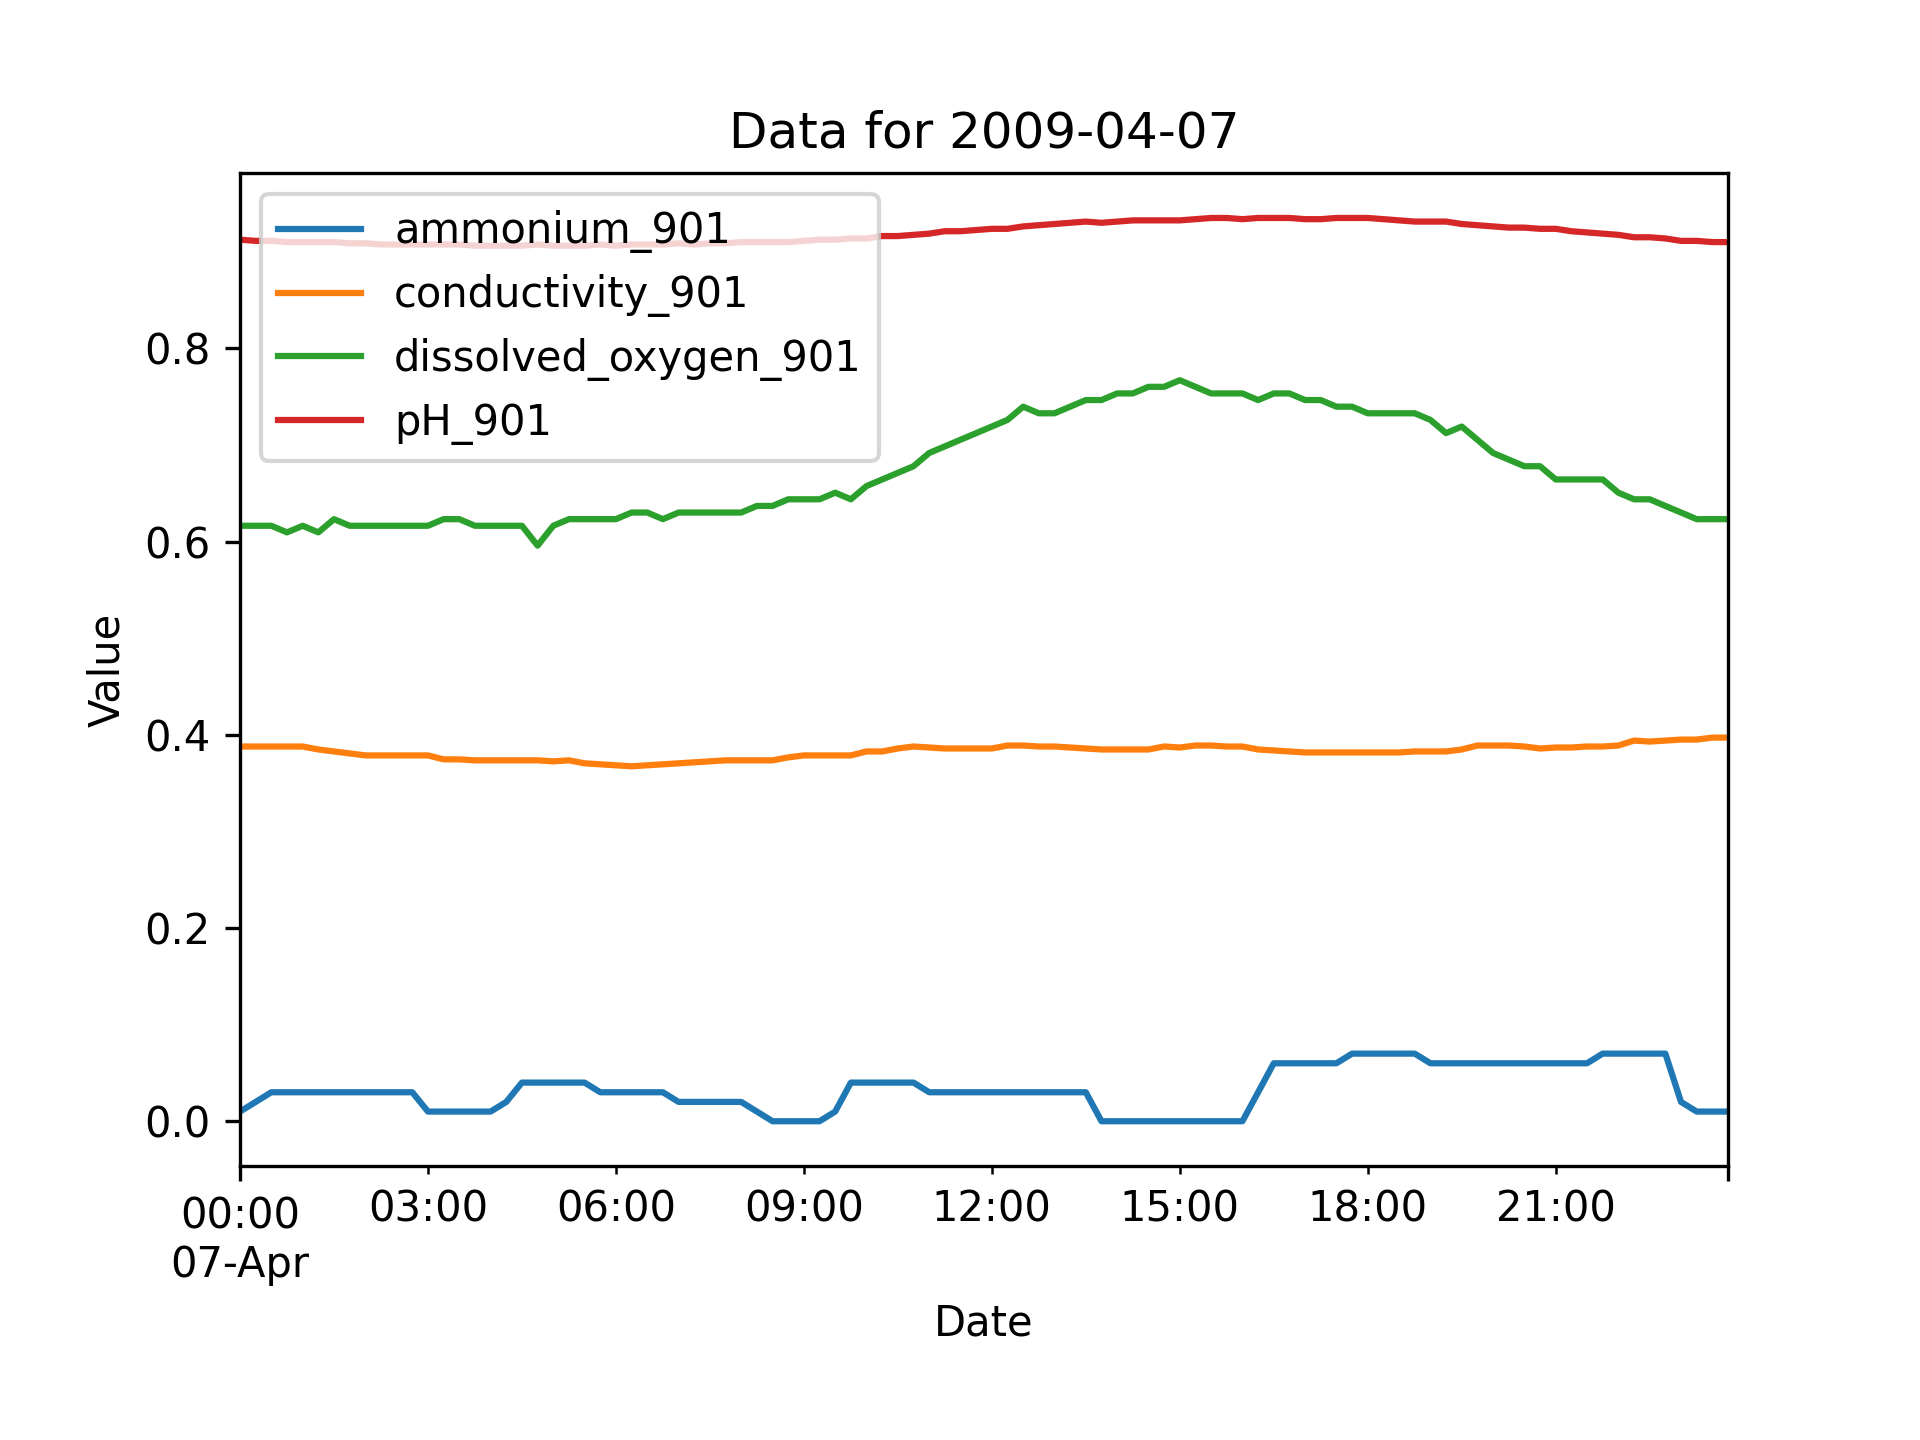 Data for 2009-04-07
ammonium_901
conductivity_901
dissolved_oxygen_901
pH_901
Value
0.8
0.6
0.4
0.2
0.0
00:00 03:00 06:00 09:00 12:00 15:00 18:00 21:00
07-Apr
Date